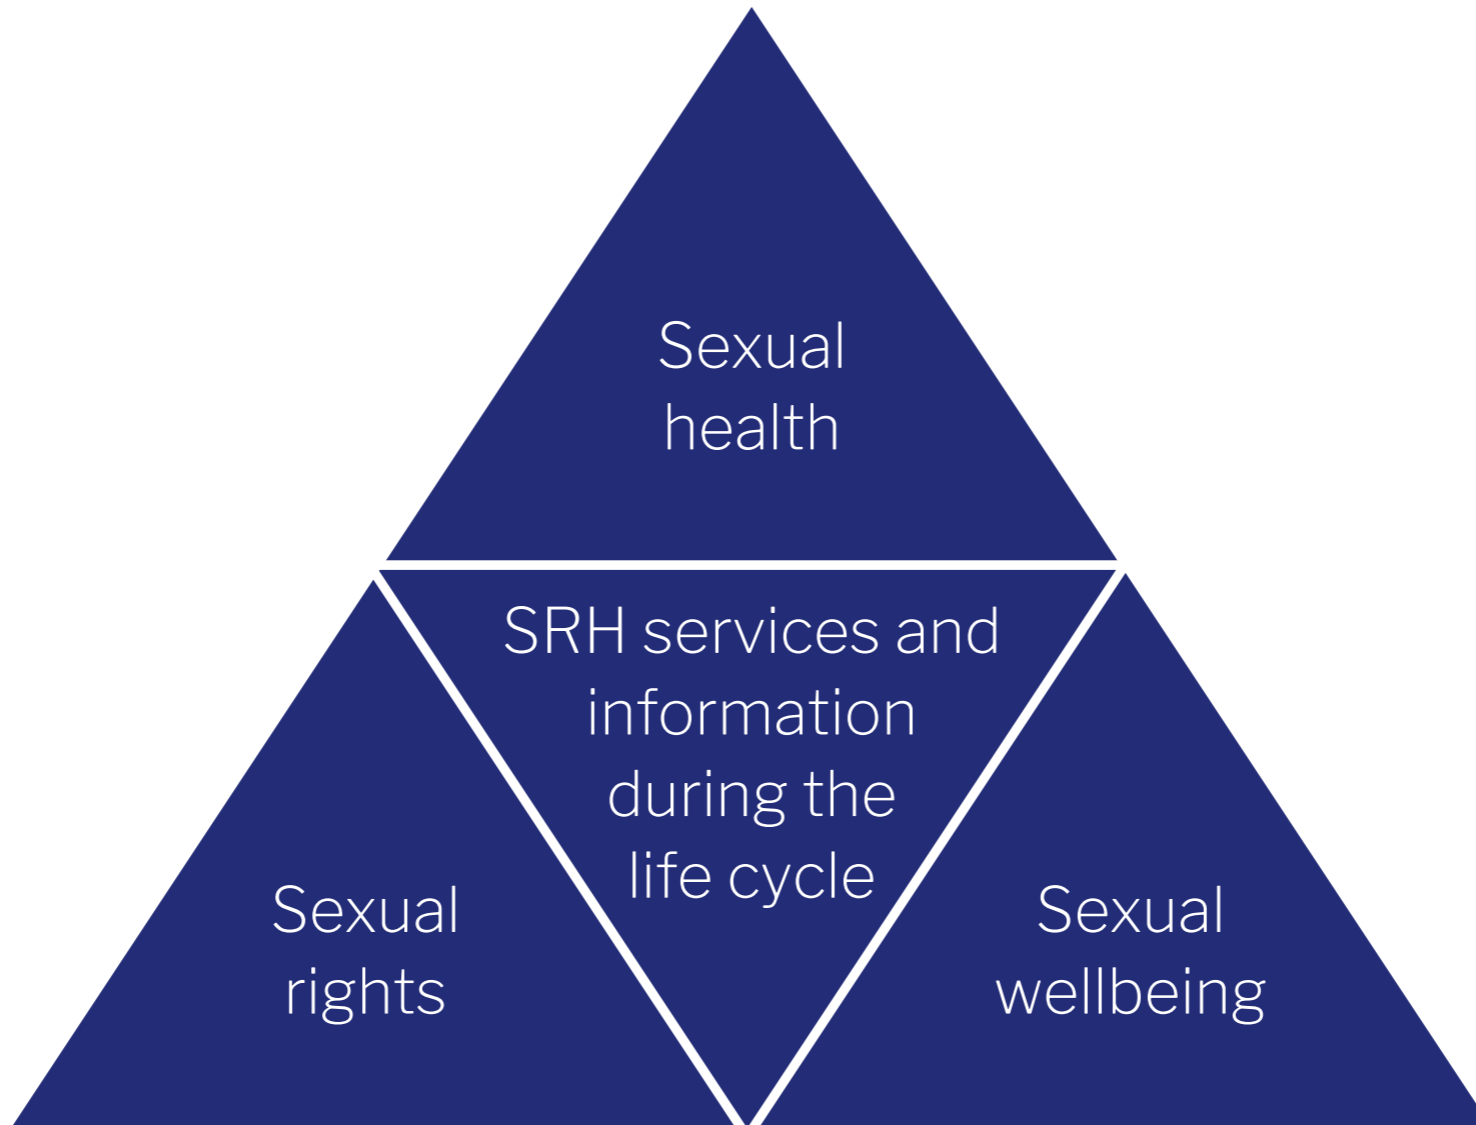 Sexual
health
SRH services and
information
during the
life cycle
Sexual
rights
Sexual
wellbeing